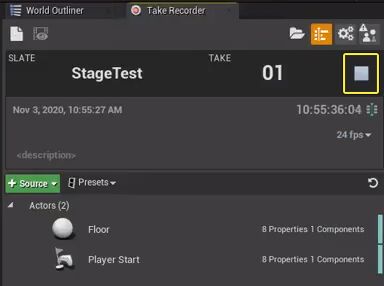 World Outliner
Take Recorder
SLATE
StageTest
TAKE
01
Nov 3, 2020, 10:55:27 AM
10:55:36:04
24 fps
<description>
+ Source
Presets
Actors (2)
Floor
8 Properties 1 Components
Player Start
8 Properties 1 Components